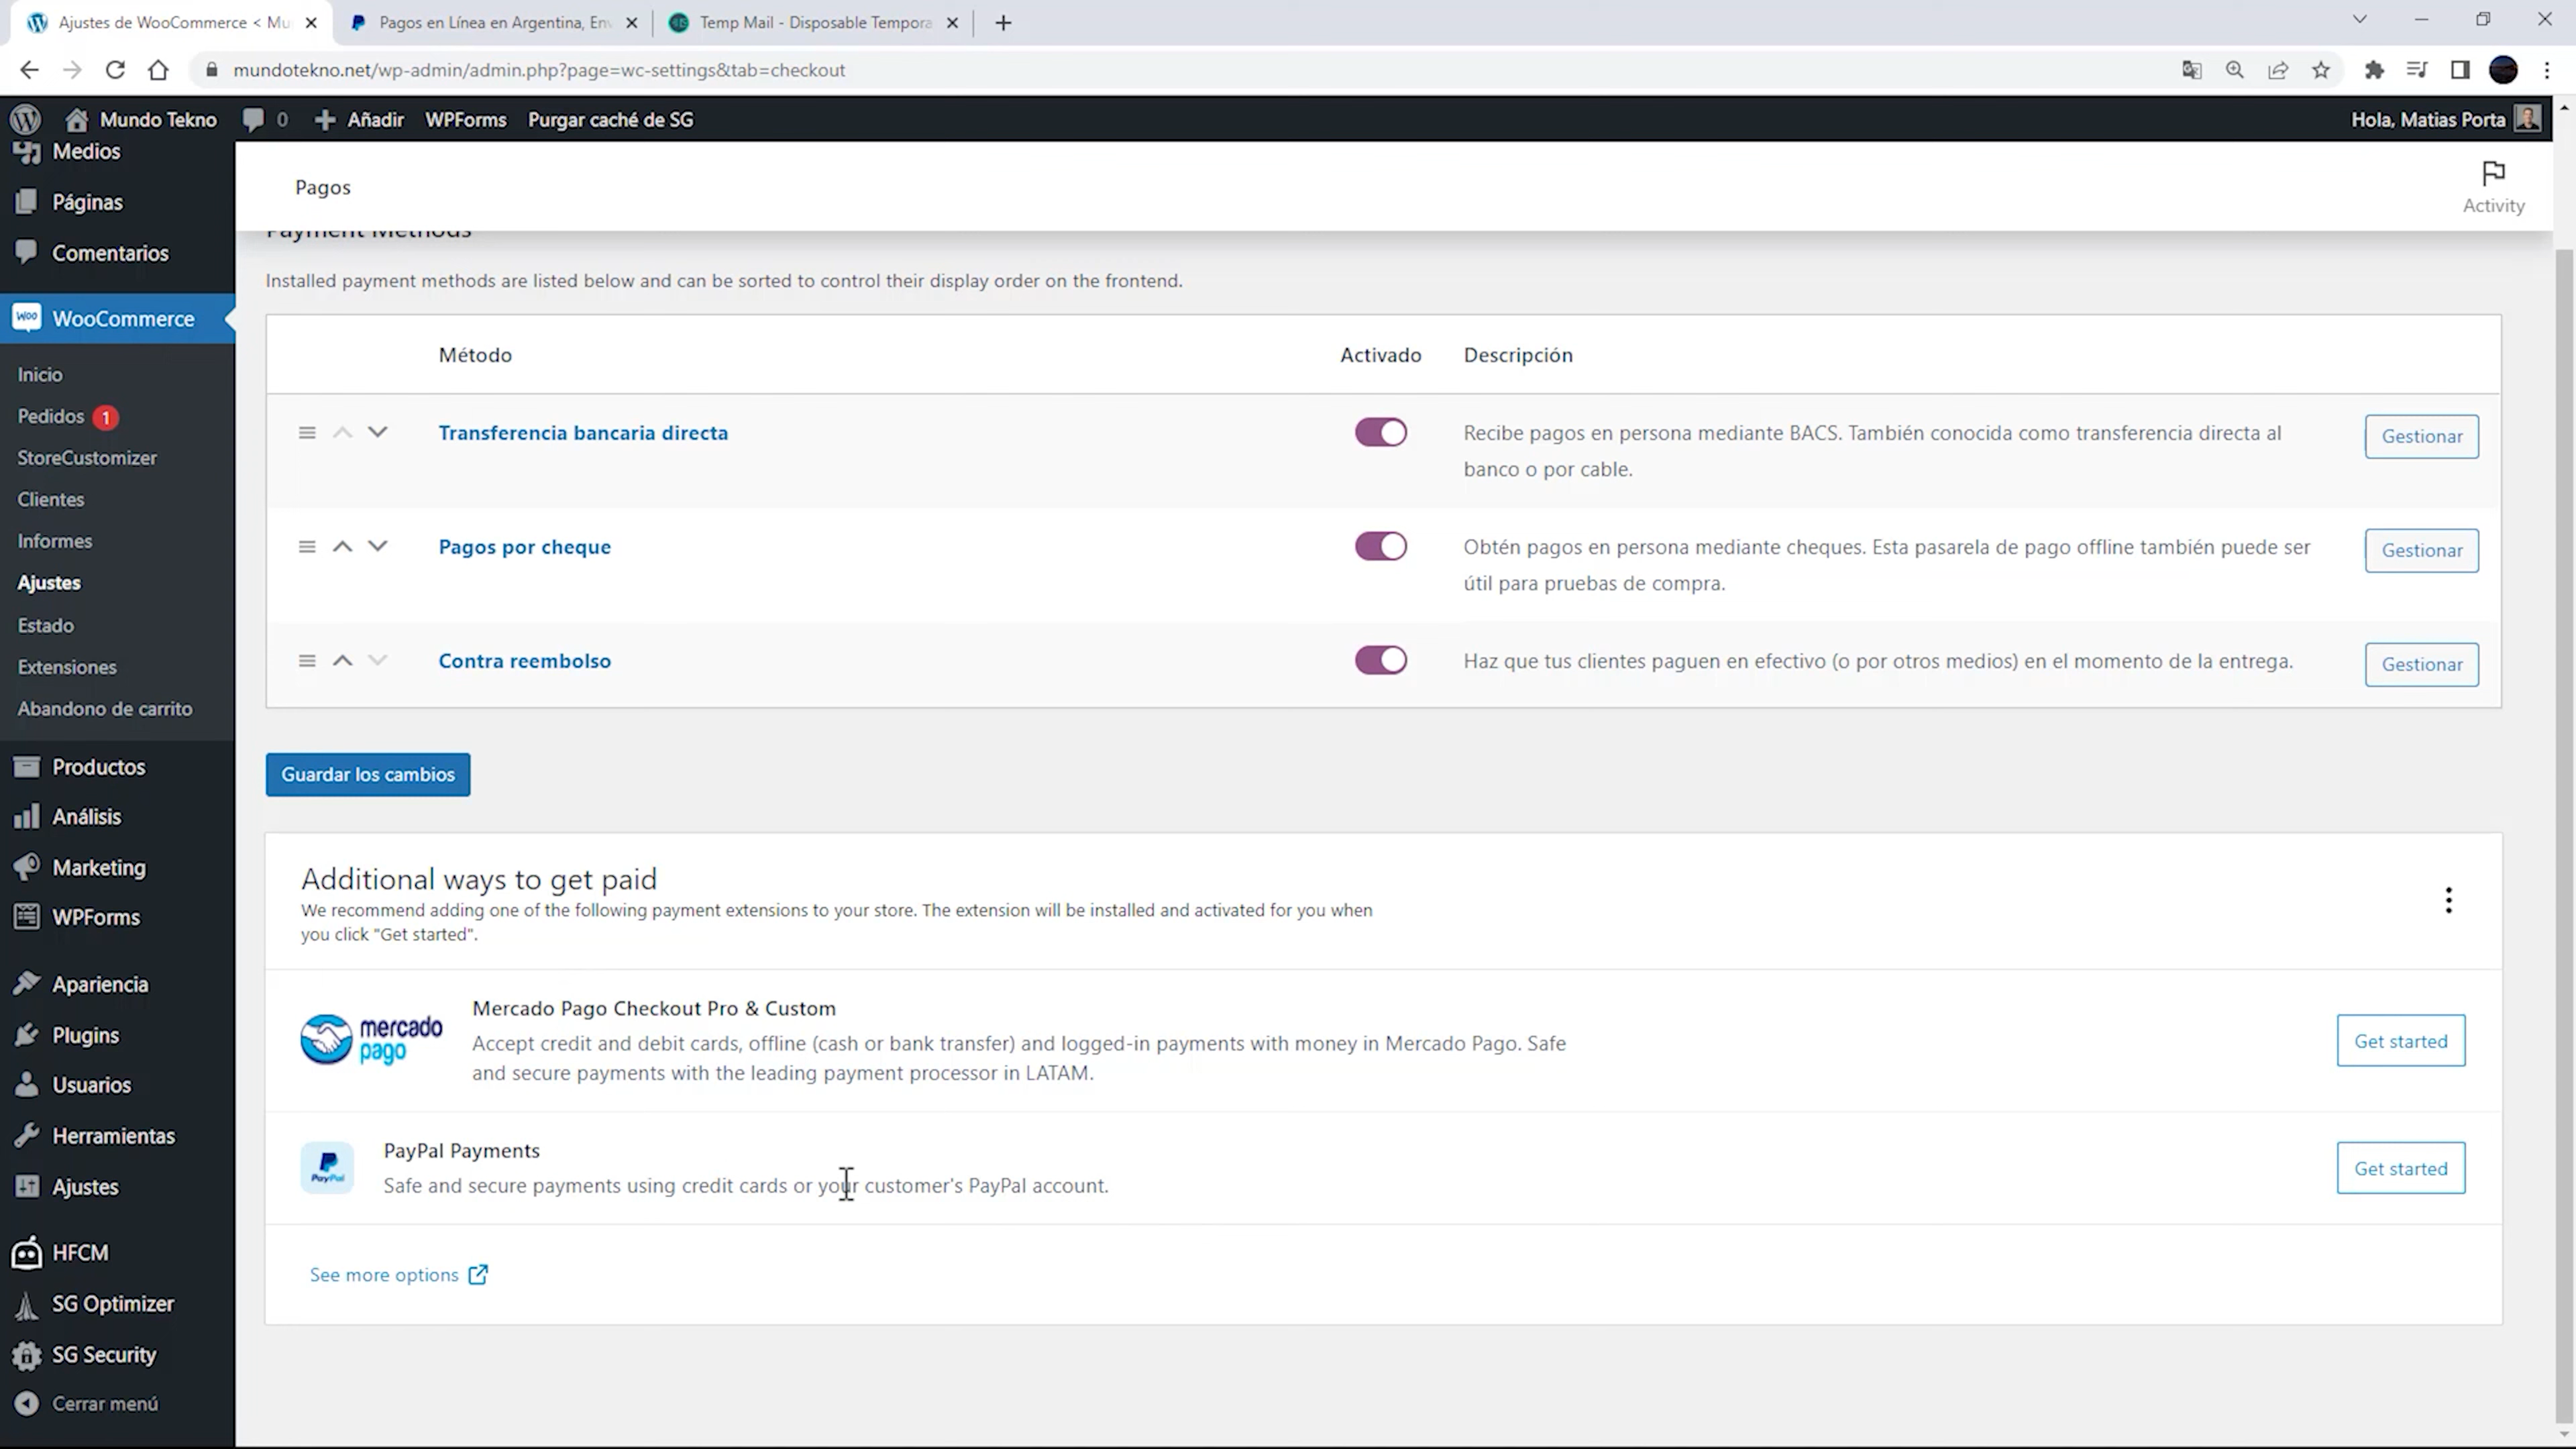 Ajustes de WooCommerce < Mu
Pagos en Línea en Argentina, En
Temp Mail - Disposable Tempora
mundotekno.net/wp-admin/admin.php?page=wc-settings&tab=checkout
Mundo Tekno
0
Añadir
WPForms
Purgar caché de SG
Hola, Matias Porta
Medios
Páginas
Comentarios
WooCommerce
Inicio
Pedidos 1
StoreCustomizer
Clientes
Informes
Ajustes
Estado
Extensiones
Abandono de carrito
Productos
Análisis
Marketing
WPForms
Apariencia
Plugins
Usuarios
Herramientas
Ajustes
HFCM
SG Optimizer
SG Security
Cerrar menú
Pagos
Activity
Payment Methods
Installed payment methods are listed below and can be sorted to control their display order on the frontend.
Método
Activado
Descripción
Transferencia bancaria directa
Recibe pagos en persona mediante BACS. También conocida como transferencia directa al
banco o por cable.
Gestionar
Pagos por cheque
Obtén pagos en persona mediante cheques. Esta pasarela de pago offline también puede ser
útil para pruebas de compra.
Gestionar
Contra reembolso
Haz que tus clientes paguen en efectivo (o por otros medios) en el momento de la entrega.
Gestionar
Guardar los cambios
Additional ways to get paid
We recommend adding one of the following payment extensions to your store. The extension will be installed and activated for you when
you click "Get started".
mercado
pago
Mercado Pago Checkout Pro & Custom
Accept credit and debit cards, offline (cash or bank transfer) and logged-in payments with money in Mercado Pago. Safe
and secure payments with the leading payment processor in LATAM.
Get started
PayPal
PayPal Payments
Safe and secure payments using credit cards or your customer's PayPal account.
Get started
See more options